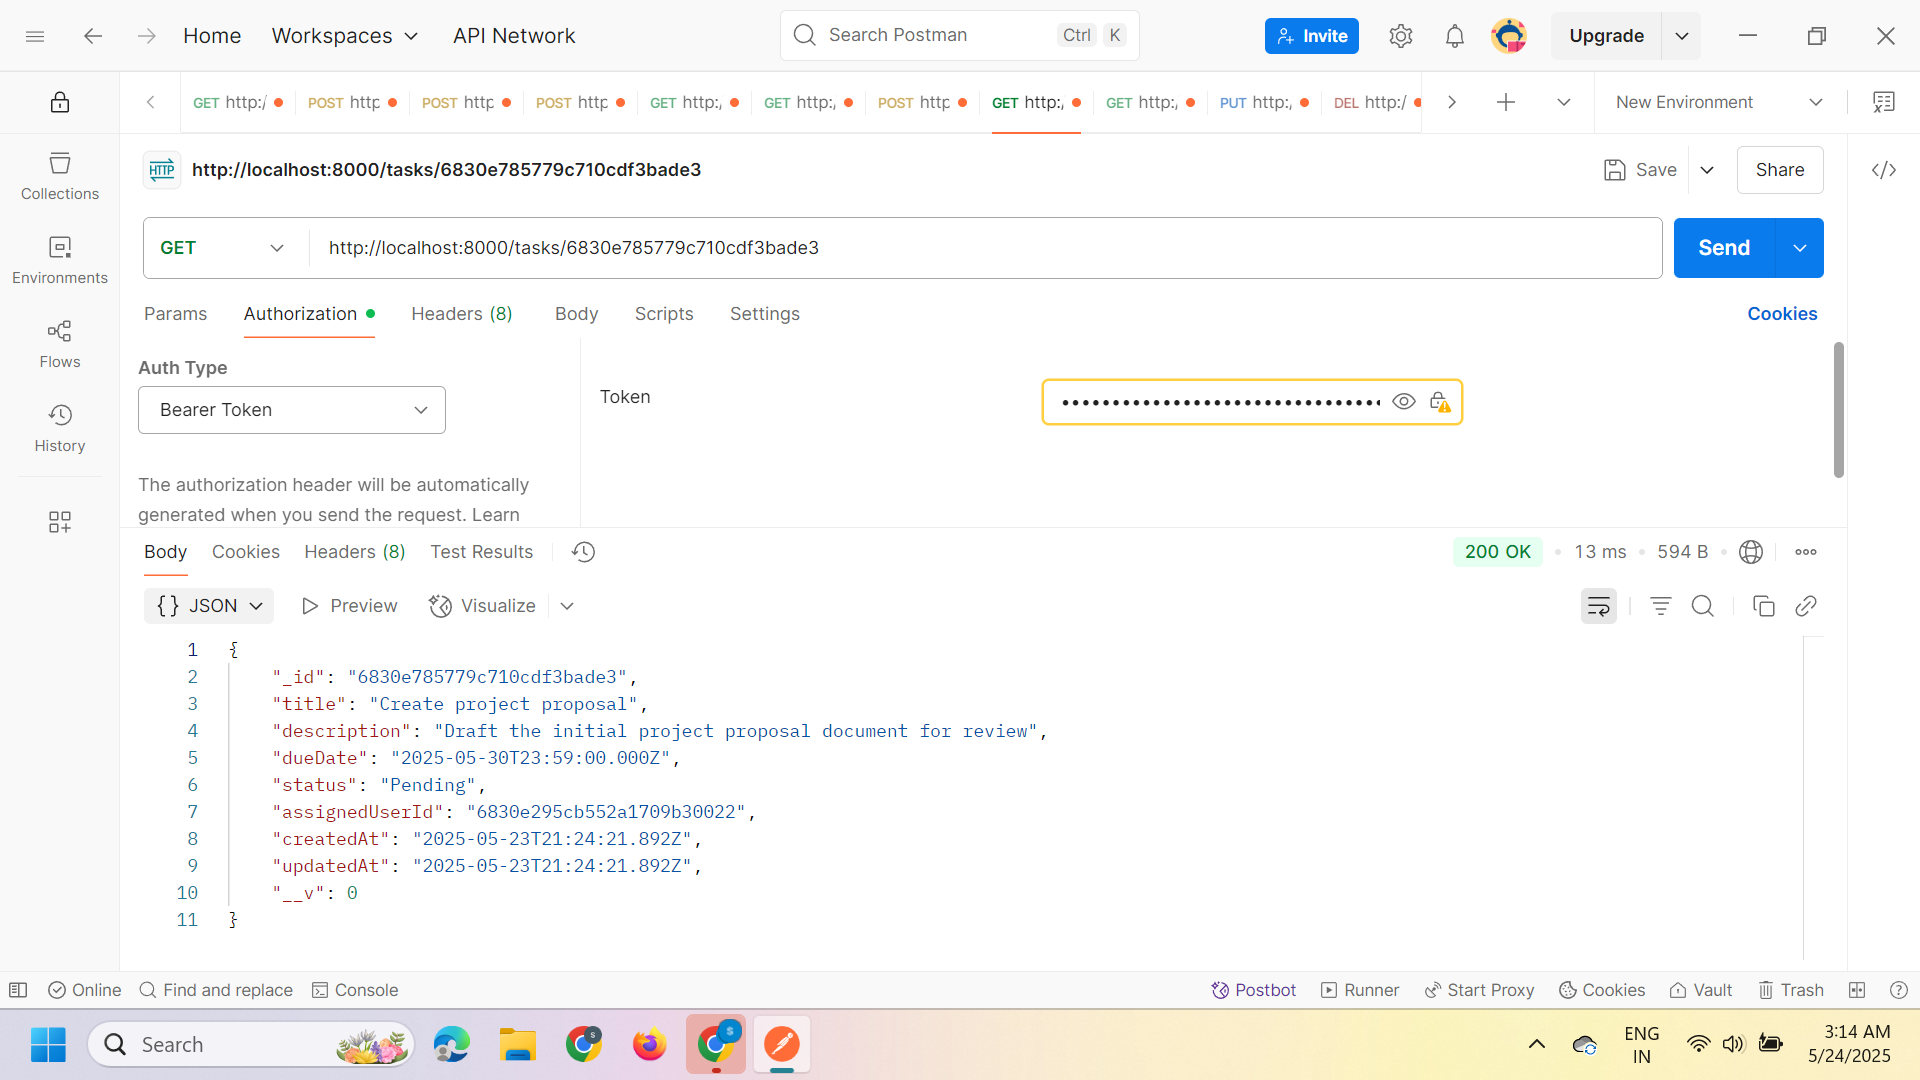 Home Workspaces API Network Search Postman Ctrl K Invite Upgrade
GET http:/ POST http POST http POST http GET http:/ GET http:/ POST http GET http:/ GET http:/ PUT http:/ DEL http:/ New Environment
HTTP http://localhost:8000/tasks/6830e785779c710cdf3bade3 Save Share
Collections
Environments
Flows
History
GET http://localhost:8000/tasks/6830e785779c710cdf3bade3 Send
Params Authorization Headers (8) Body Scripts Settings Cookies
Auth Type
Bearer Token
Token
The authorization header will be automatically
generated when you send the request. Learn
Body Cookies Headers (8) Test Results 200 OK 13 ms 594 B
{} JSON Preview Visualize
1 {
2 "_id": "6830e785779c710cdf3bade3",
3 "title": "Create project proposal",
4 "description": "Draft the initial project proposal document for review",
5 "dueDate": "2025-05-30T23:59:00.000Z",
6 "status": "Pending",
7 "assignedUserId": "6830e295cb552a1709b30022",
8 "createdAt": "2025-05-23T21:24:21.892Z",
9 "updatedAt": "2025-05-23T21:24:21.892Z",
10 "__v": 0
11 }
Online Find and replace Console Postbot Runner Start Proxy Cookies Vault Trash
Search
ENG
IN
3:14 AM
5/24/2025